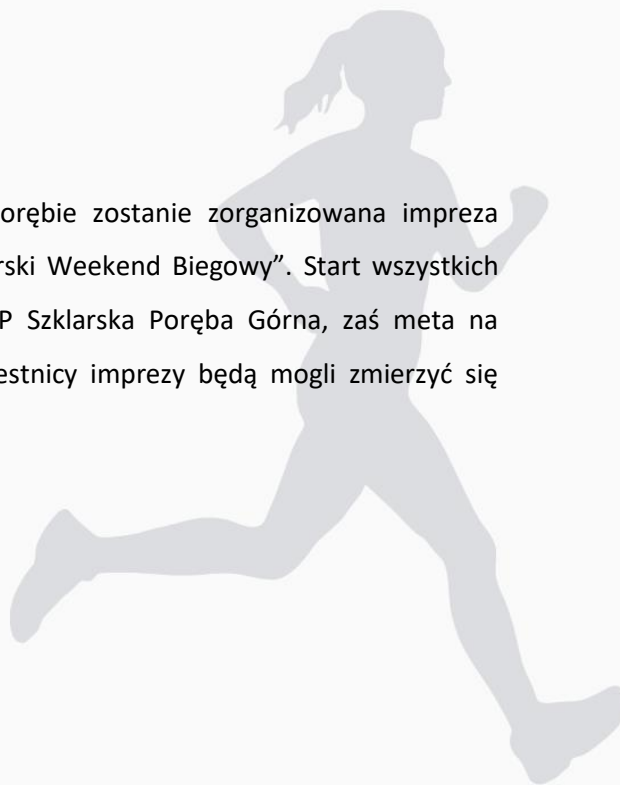 orębie zostanie zorganizowana impreza
rski Weekend Biegowy”. Start wszystkich
P Szklarska Poręba Górna, zaś meta na
estnicy imprezy będą mogli zmierzyć się